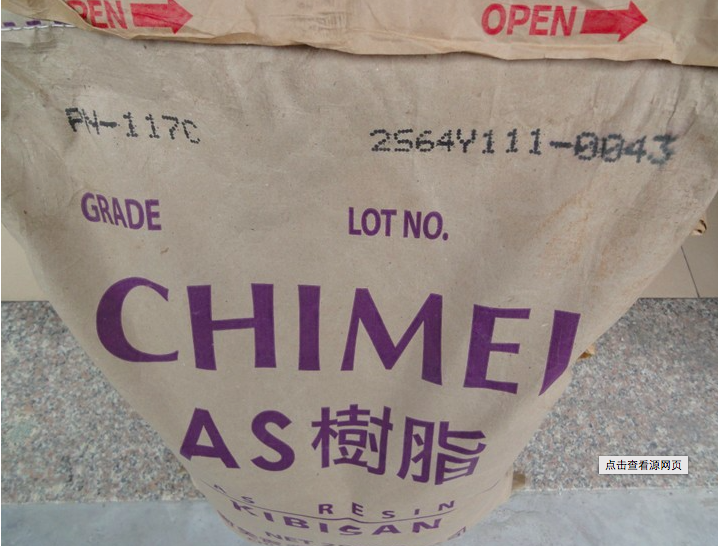 OPEN OPEN
PN-117C 2S64Y111-0043
GRADE LOT NO.
CHIMEI
AS樹脂
AS RESIN
KIBISAN
NET
点击查看源网页